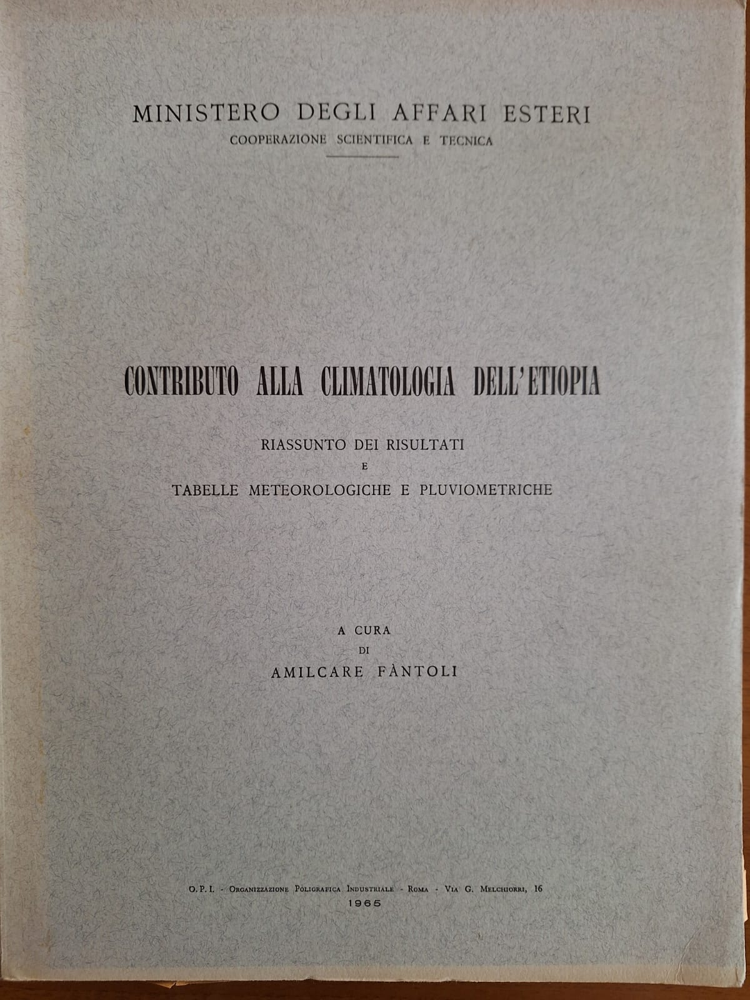 MINISTERO DEGLI AFFARI ESTERI
COOPERAZIONE SCIENTIFICA E TECNICA
CONTRIBUTO ALLA CLIMATOLOGIA DELL'ETIOPIA
RIASSUNTO DEI RISULTATI
E
TABELLE METEOROLOGICHE E PLUVIOMETRICHE
A CURA
DI
AMILCARE FÀNTOLI
O. P. I. - ORGANIZZAZIONE POLIGRAFICA INDUSTRIALE - ROMA - VIA G. MELCHIORRI, 16
1965